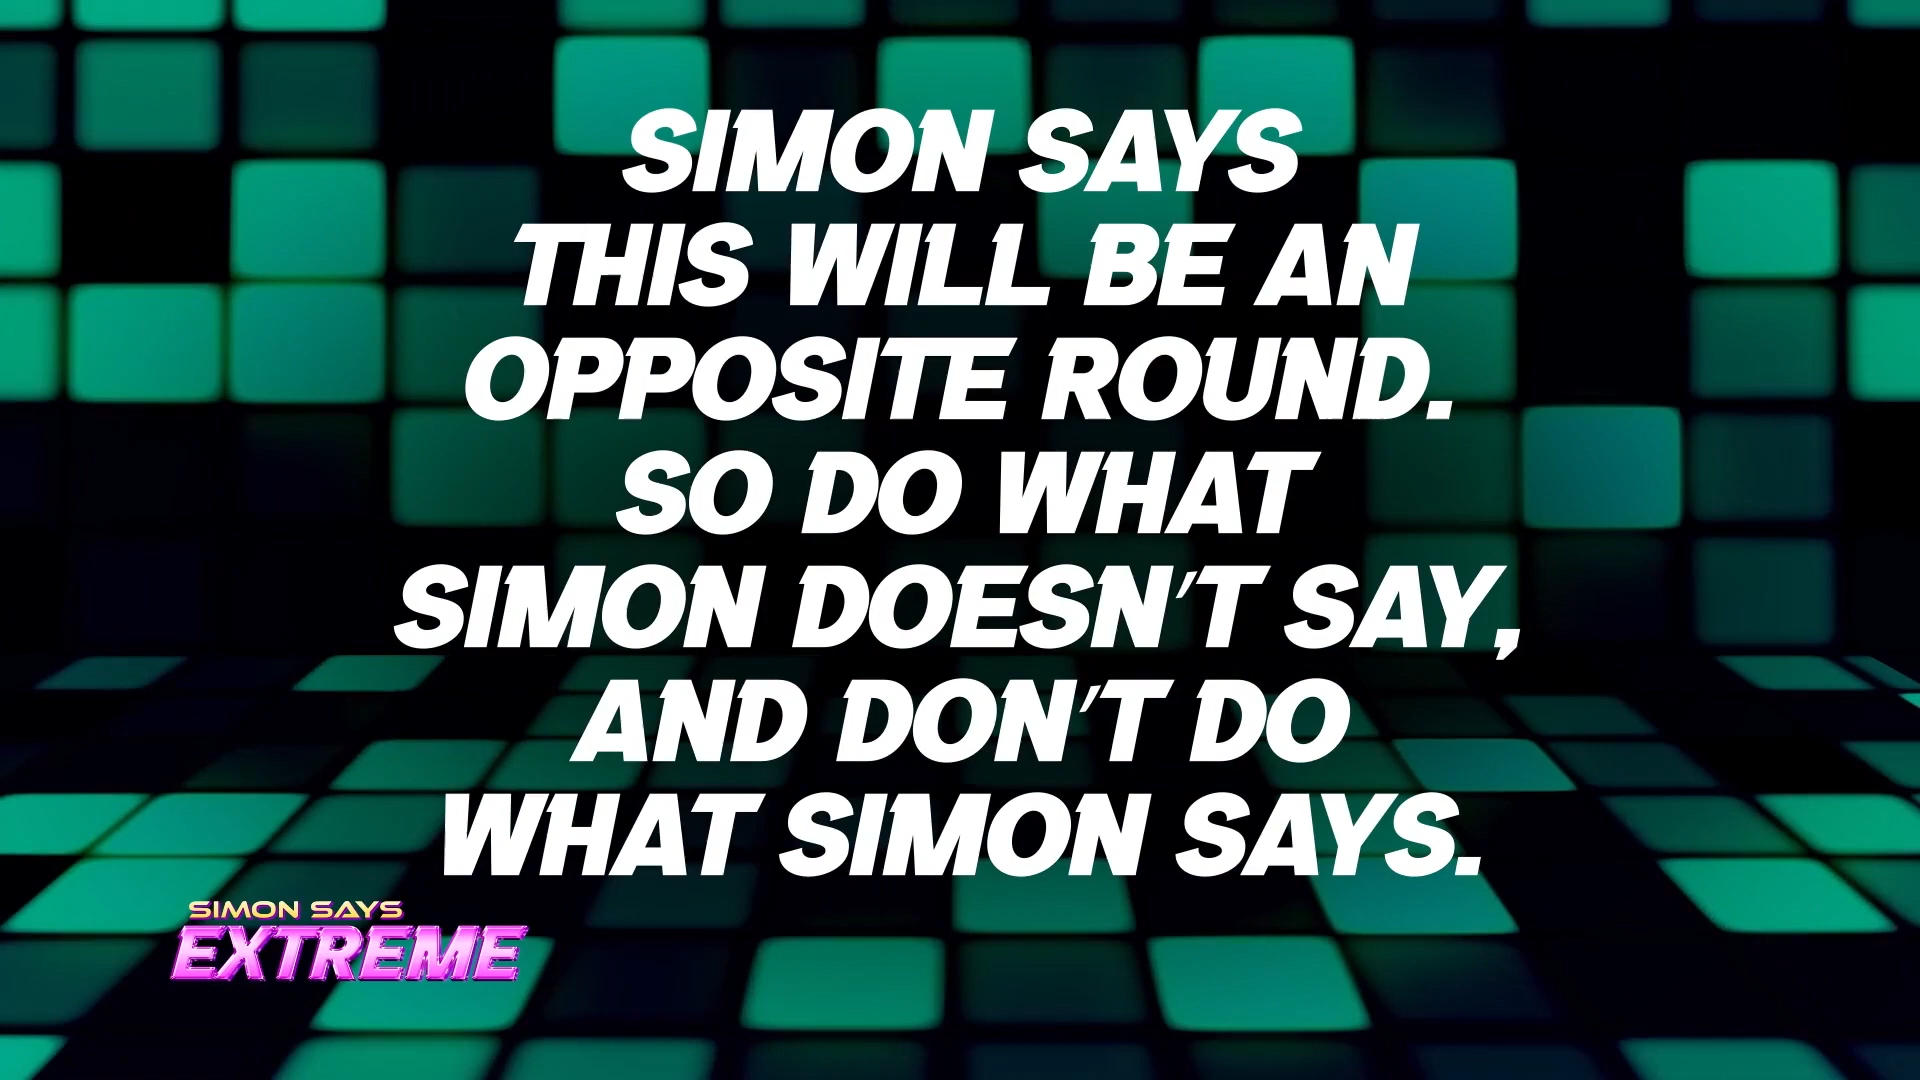 SIMON SAYS
THIS WILL BE AN
OPPOSITE ROUND.
SO DO WHAT
SIMON DOESN'T SAY,
AND DON'T DO
WHAT SIMON SAYS.
SIMON SAYS
EXTREME